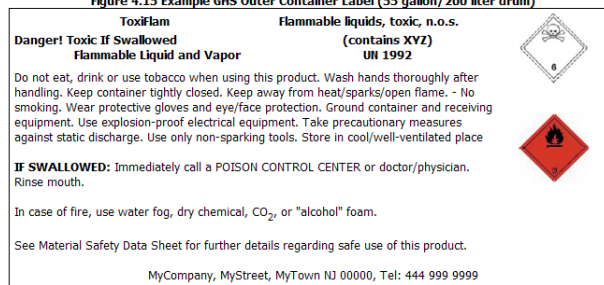 Figure 4.15 Example GHS Outer Container Label (55 gallon/200 liter drum)
ToxiFlam Flammable liquids, toxic, n.o.s.
Danger! Toxic If Swallowed (contains XYZ)
Flammable Liquid and Vapor UN 1992
Do not eat, drink or use tobacco when using this product. Wash hands thoroughly after
handling. Keep container tightly closed. Keep away from heat/sparks/open flame. - No
smoking. Wear protective gloves and eye/face protection. Ground container and receiving
equipment. Use explosion-proof electrical equipment. Take precautionary measures
against static discharge. Use only non-sparking tools. Store in cool/well-ventilated place
IF SWALLOWED: Immediately call a POISON CONTROL CENTER or doctor/physician.
Rinse mouth.
In case of fire, use water fog, dry chemical, CO2, or "alcohol" foam.
See Material Safety Data Sheet for further details regarding safe use of this product.
MyCompany, MyStreet, MyTown NJ 00000, Tel: 444 999 9999
6
3